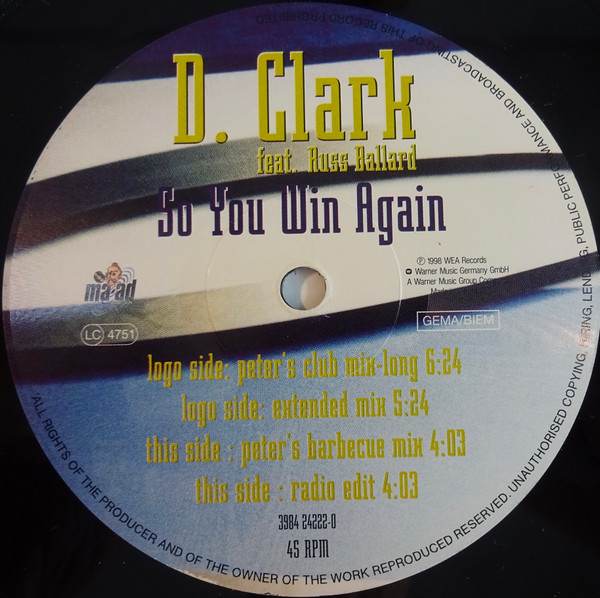 D. Clark
feat. Russ Ballard
So You Win Again
℗ 1998 WEA Records
Warner Music Germany GmbH
A Warner Music Group
ma-ad
LC 4751
GEMA/BIEM
logo side: peter's club mix-long 6:24
logo side: extended mix 5:24
this side : peter's barbecue mix 4:03
this side : radio edit 4:03
3984 24222-0
45 RPM
ALL RIGHTS OF THE PRODUCER AND OF THE OWNER OF THE WORK REPRODUCED RESERVED. UNAUTHORISED COPYING, HIRING, LENDING, PUBLIC PERFORMANCE AND BROADCASTING OF THIS RECORD PROHIBITED